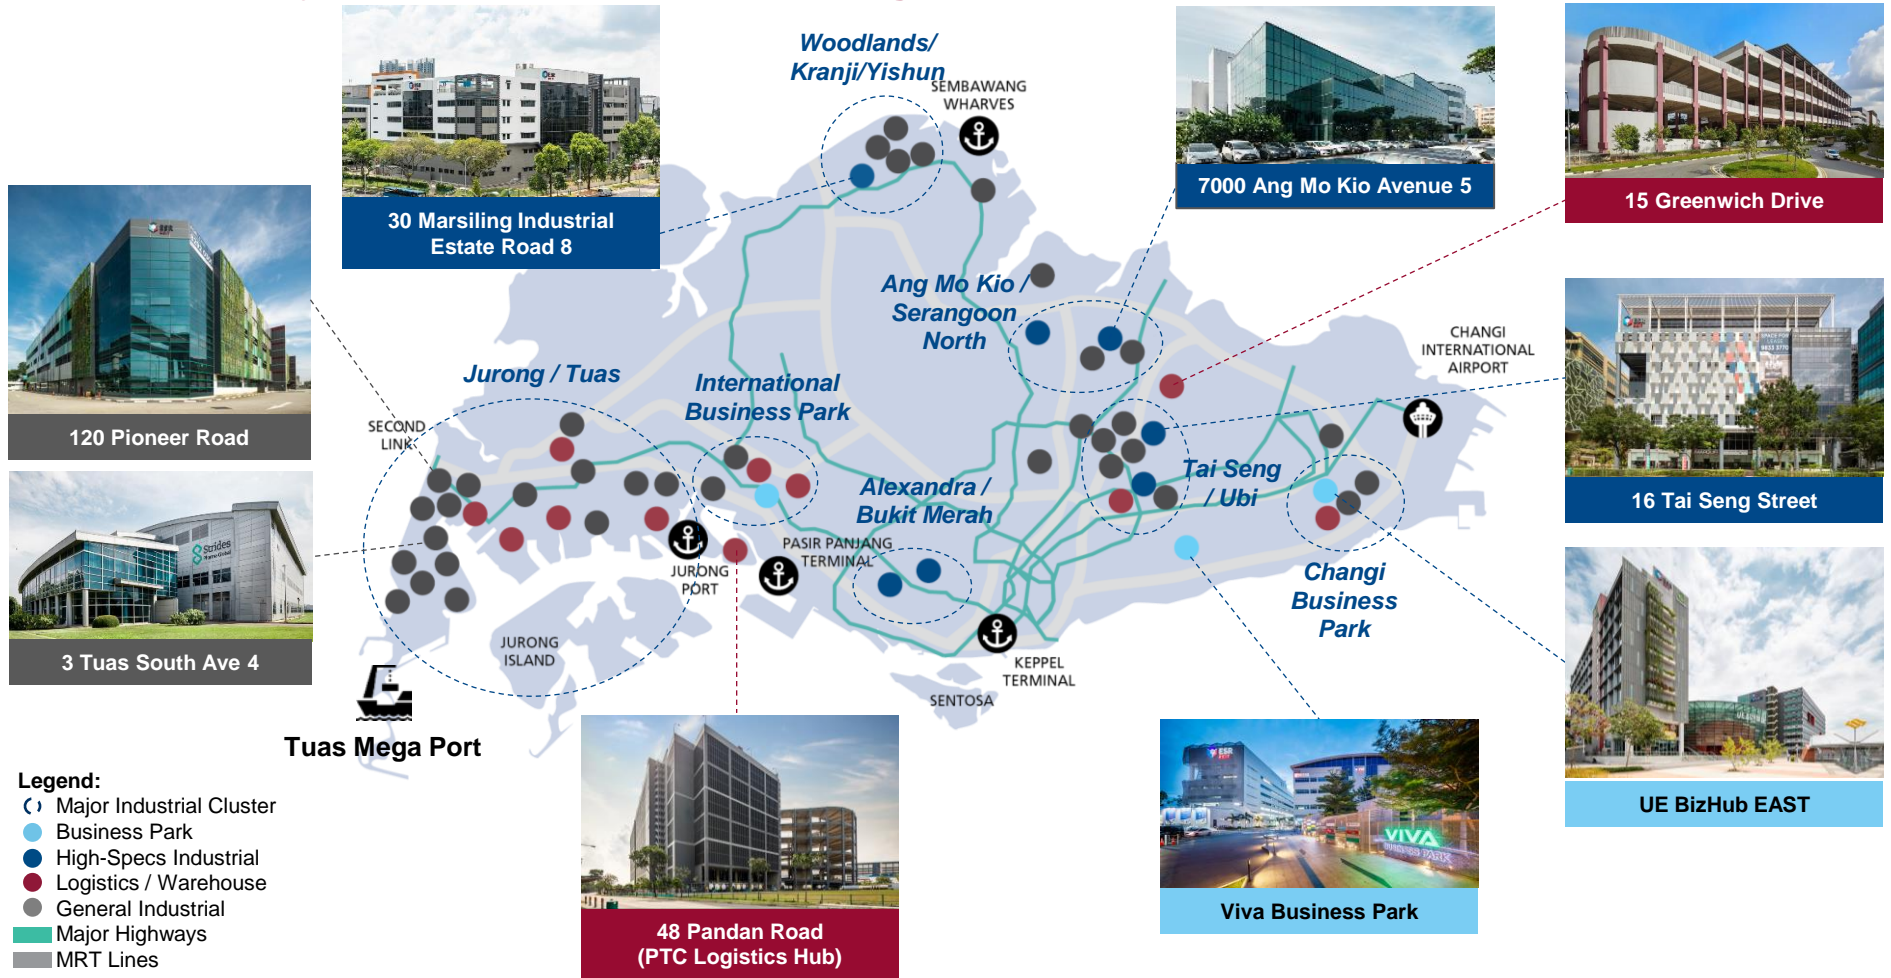 Woodlands/
Kranji/Yishun
SEMBAWANG
WHARVES
30 Marsiling Industrial
Estate Road 8
7000 Ang Mo Kio Avenue 5
15 Greenwich Drive
120 Pioneer Road
Ang Mo Kio /
Serangoon
North
CHANGI
INTERNATIONAL
AIRPORT
Jurong / Tuas
International
Business Park
SECOND
LINK
Alexandra /
Bukit Merah
Tai Seng
/ Ubi
16 Tai Seng Street
Strides
3 Tuas South Ave 4
PASIR PANJANG
TERMINAL
JURONG
PORT
Changi
Business
Park
JURONG
ISLAND
KEPPEL
TERMINAL
SENTOSA
Tuas Mega Port
UE BizHub EAST
ESR
VIVA
BUSINESS PARK
Viva Business Park
48 Pandan Road
(PTC Logistics Hub)
Legend:
Major Industrial Cluster
Business Park
High-Specs Industrial
Logistics / Warehouse
General Industrial
Major Highways
MRT Lines